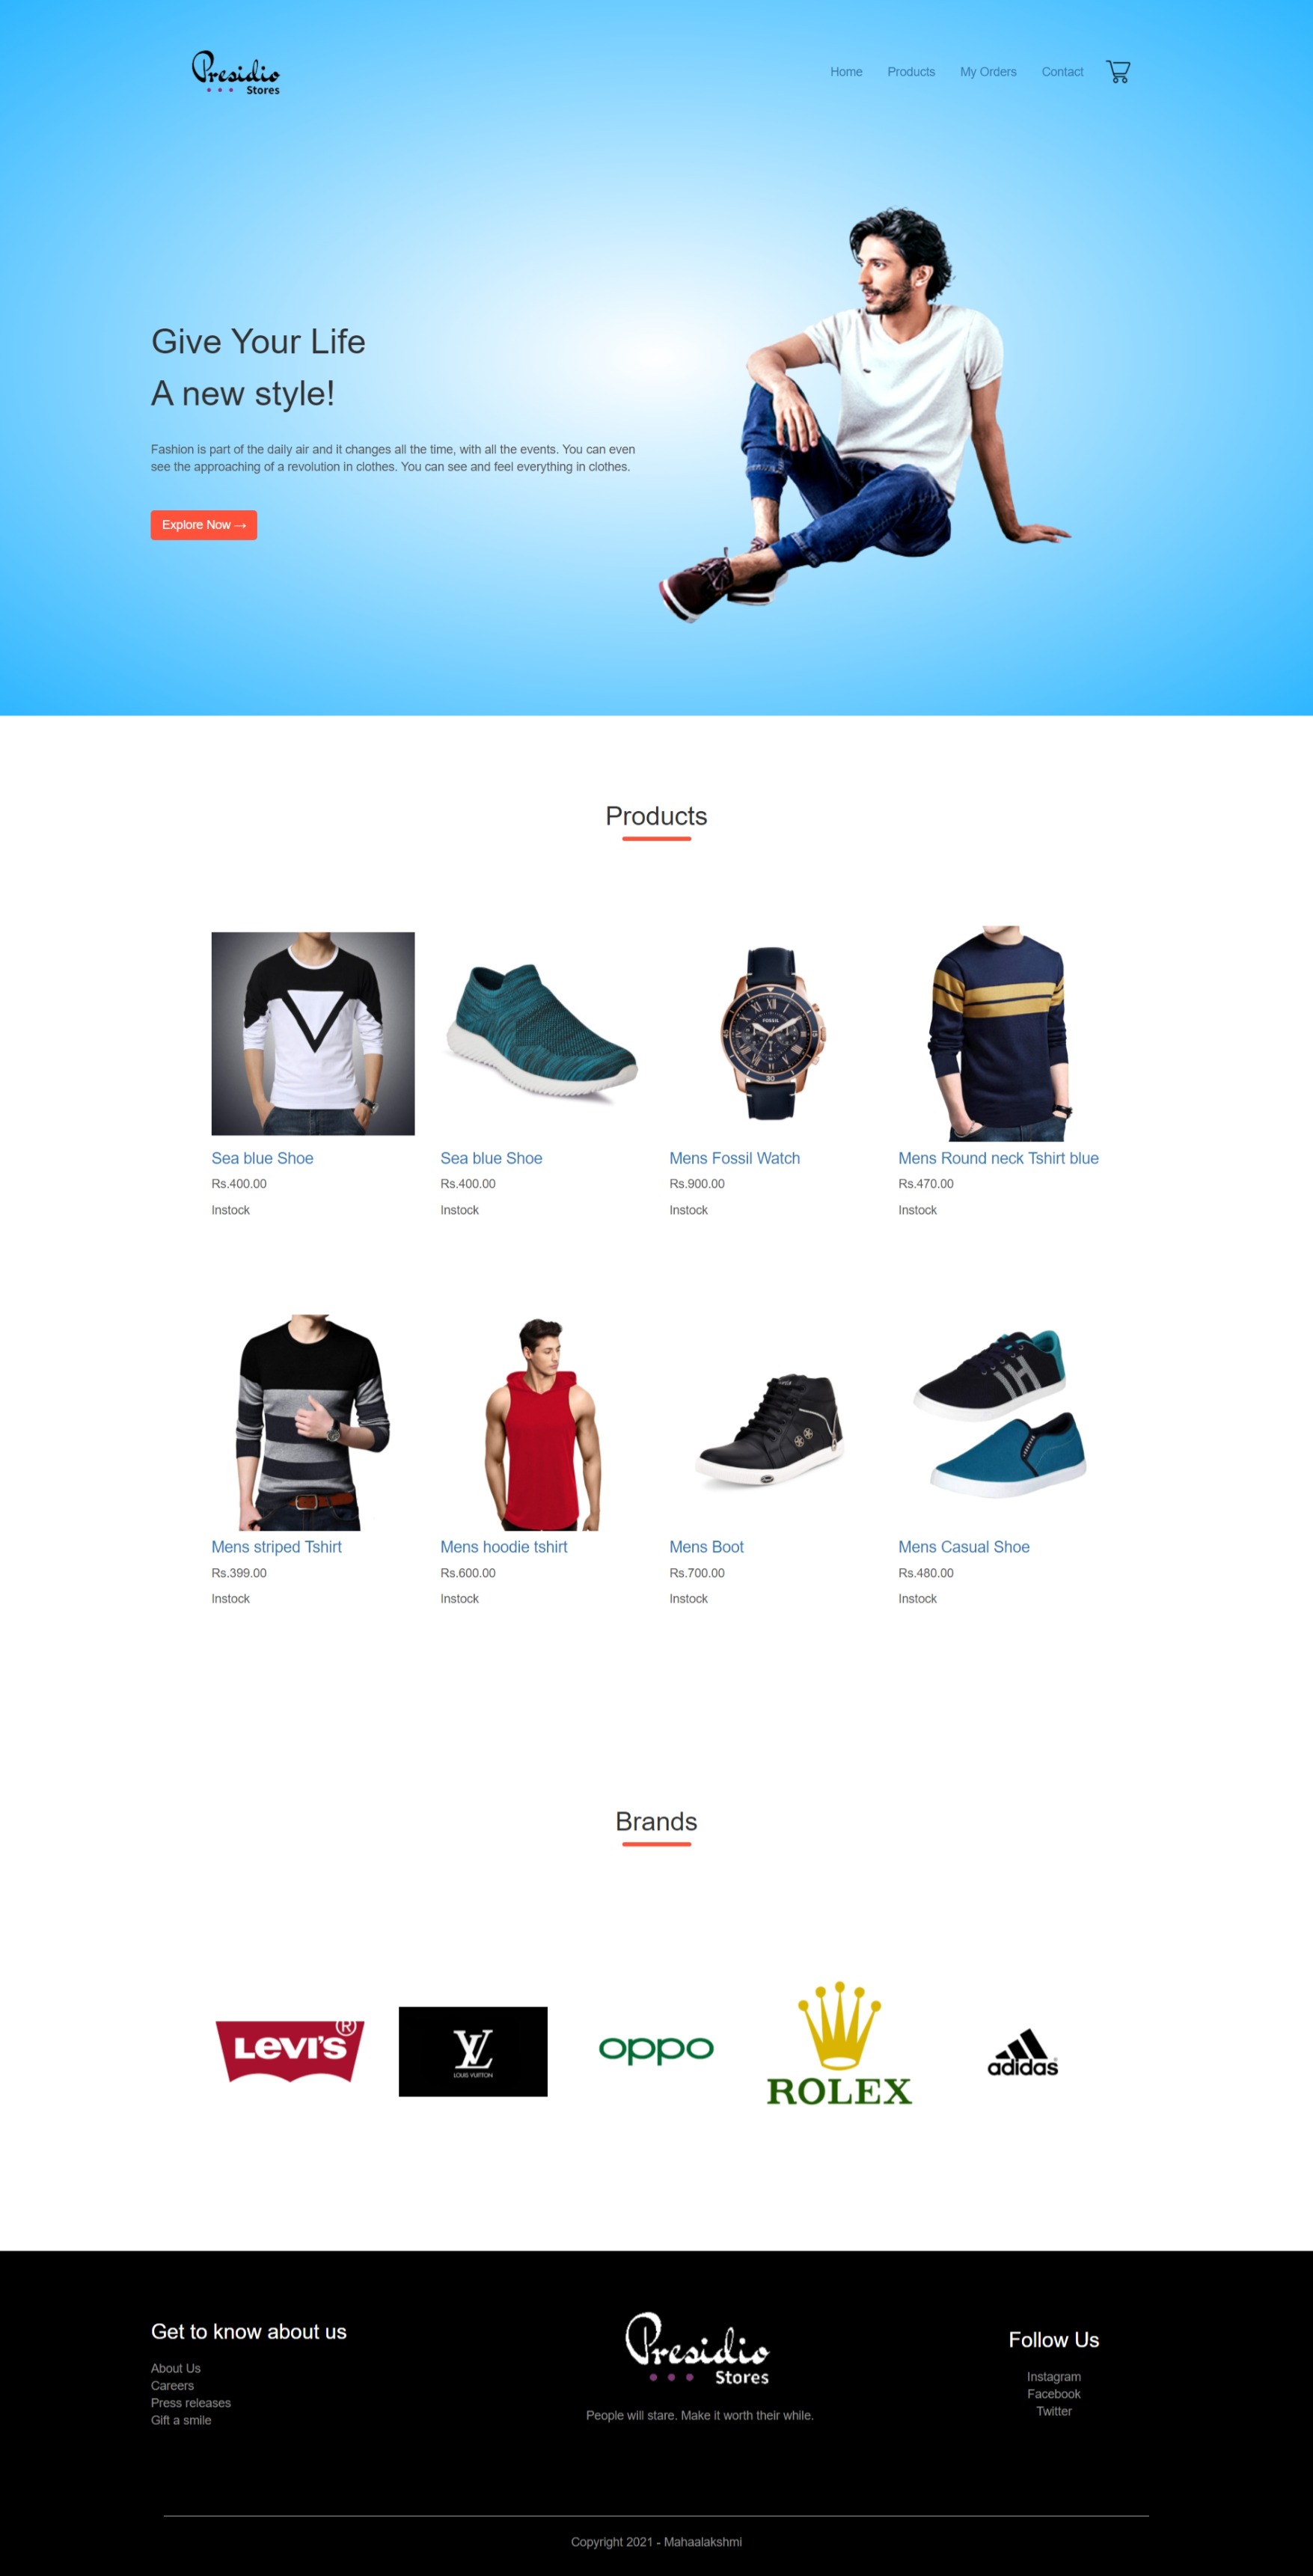 Presidio
Stores
Home Products My Orders Contact
Give Your Life
A new style!
Fashion is part of the daily air and it changes all the time, with all the events. You can even
see the approaching of a revolution in clothes. You can see and feel everything in clothes.
Explore Now →
Products
FOSSIL
Sea blue Shoe
Rs.400.00
Instock
Sea blue Shoe
Rs.400.00
Instock
Mens Fossil Watch
Rs.900.00
Instock
Mens Round neck Tshirt blue
Rs.470.00
Instock
Mens striped Tshirt
Rs.399.00
Instock
Mens hoodie tshirt
Rs.600.00
Instock
Mens Boot
Rs.700.00
Instock
Mens Casual Shoe
Rs.480.00
Instock
Brands
LEVI'S ®
LV
LOUIS VUITTON
oppo
ROLEX
adidas
Get to know about us
About Us
Careers
Press releases
Gift a smile
Presidio
Stores
People will stare. Make it worth their while.
Follow Us
Instagram
Facebook
Twitter
Copyright 2021 - Mahaalakshmi